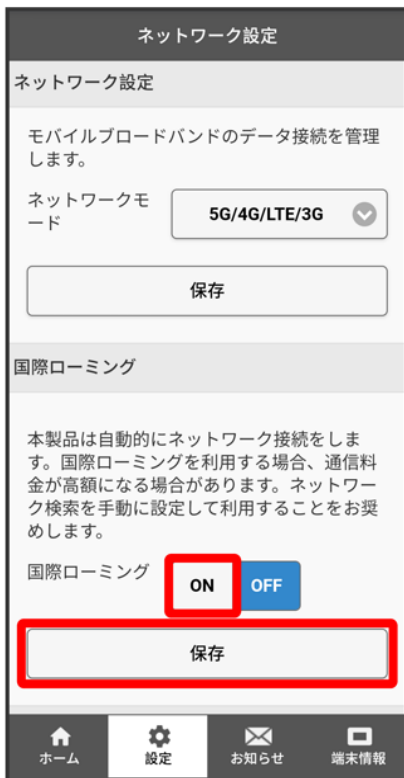 ネットワーク設定
ネットワーク設定
モバイルブロードバンドのデータ接続を管理
します。
ネットワークモ
ード
5G/4G/LTE/3G
保存
国際ローミング
本製品は自動的にネットワーク接続をしま
す。国際ローミングを利用する場合、通信料
金が高額になる場合があります。ネットワー
ク検索を手動に設定して利用することをお奨
めします。
国際ローミング
ON OFF
保存
ホーム 設定 お知らせ 端末情報